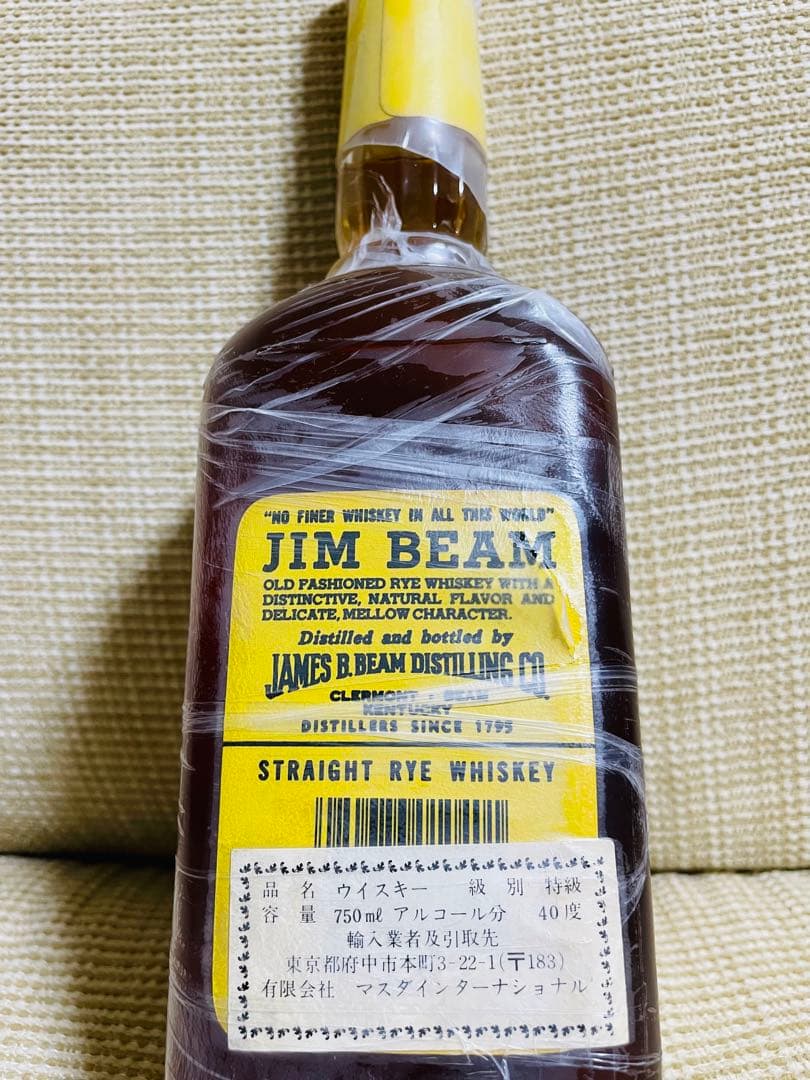 "NO FINER WHISKEY IN ALL THIS WORLD"
JIM BEAM
OLD FASHIONED RYE WHISKEY WITH A
DISTINCTIVE, NATURAL FLAVOR AND
DELICATE, MELLOW CHARACTER.
Distilled and bottled by
JAMES B. BEAM DISTILLING CO.
CLERMONT • BEAM
KENTUCKY
DISTILLERS SINCE 1795
STRAIGHT RYE WHISKEY
品 名 ウイスキー 級 別 特級
容 量 750㎖ アルコール分 40度
輸入業者及引取先
東京都府中市本町3-22-1(〒183)
有限会社 マスダインターナショナル